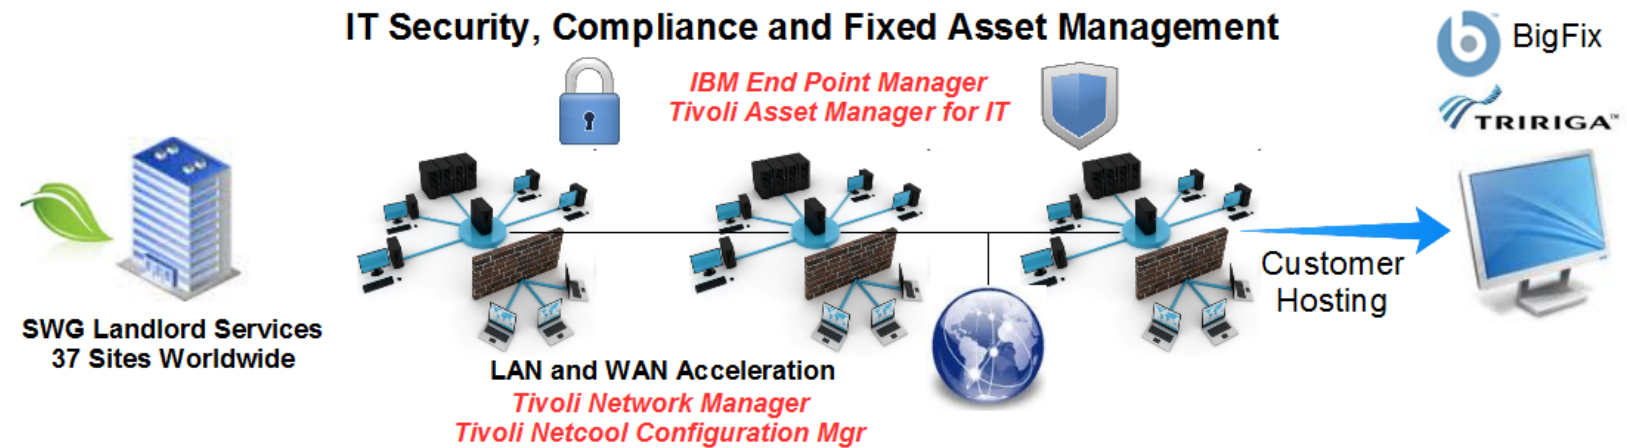 IT Security, Compliance and Fixed Asset Management
BigFix
IBM End Point Manager
Tivoli Asset Manager for IT
TRIRIGA™
Customer
Hosting
SWG Landlord Services
37 Sites Worldwide
LAN and WAN Acceleration
Tivoli Network Manager
Tivoli Netcool Configuration Mgr